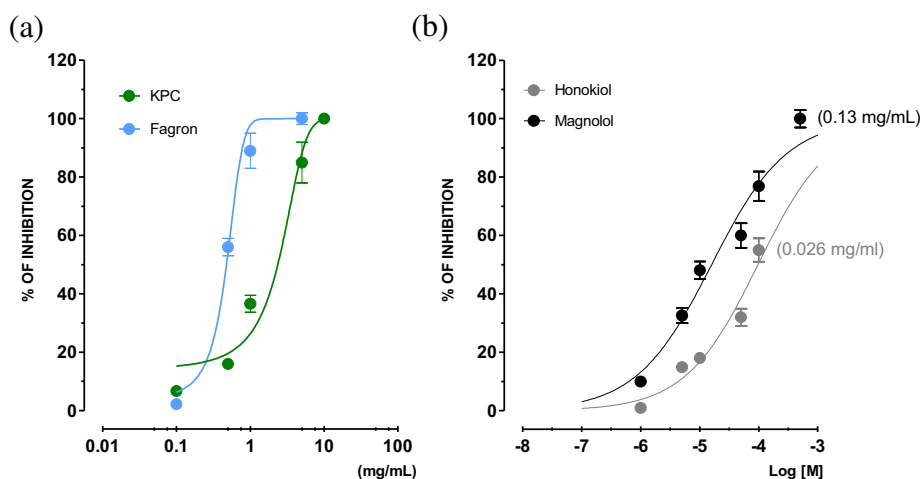 (a)
% OF INHIBITION
120
100
80
60
40
20
0
KPC
Fagron
0.01
0.1
1
10
100
(mg/mL)
(b)
% OF INHIBITION
120
100
80
60
40
20
0
Honokiol
Magnolol
(0.13 mg/mL)
(0.026 mg/ml)
-8
-7
-6
-5
-4
-3
Log [M]